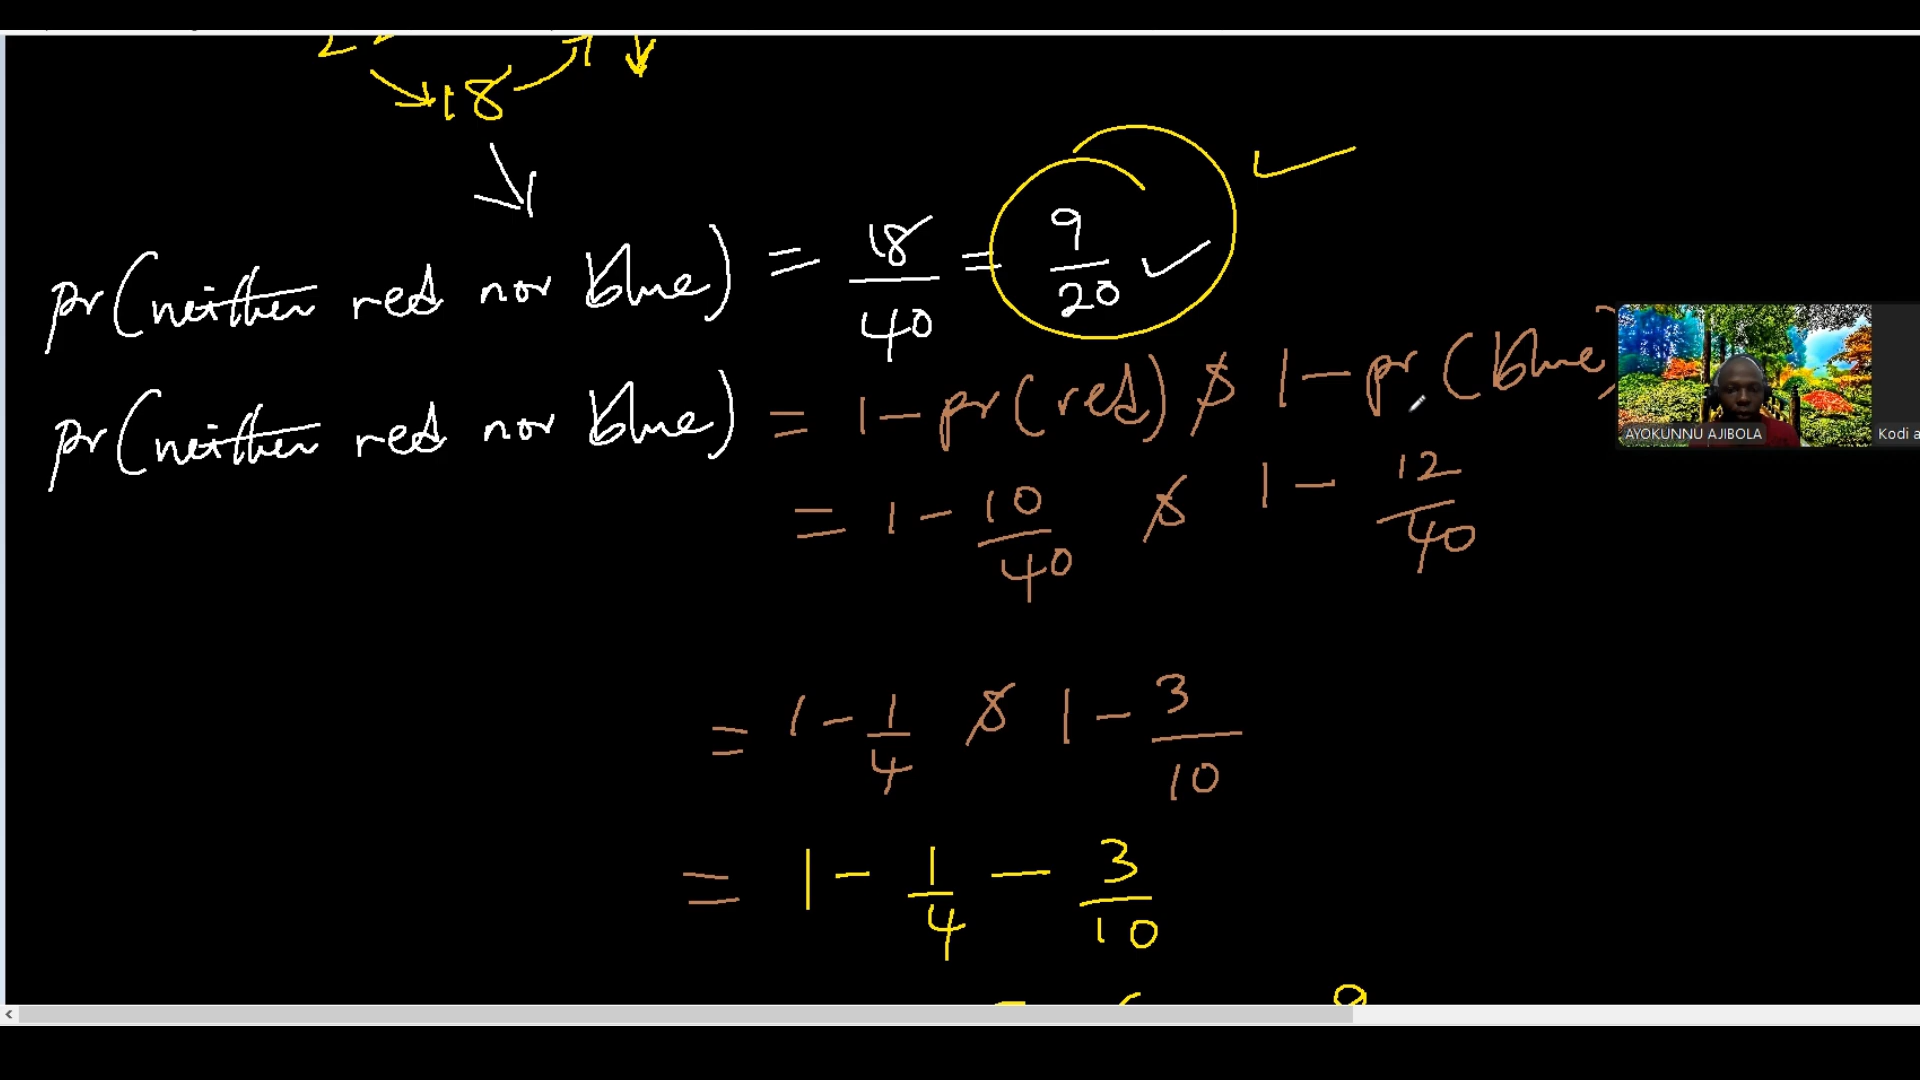 18
pr(neither red nor blue) = 18/40 = 9/20
pr(neither red nor blue) = 1 - pr(red) & 1 - pr(blue)
= 1 - 10/40 & 1 - 12/40
= 1 - 1/4 & 1 - 3/10
= 1 - 1/4 - 3/10
AYOKUNNU AJIBOLA
Kodi a